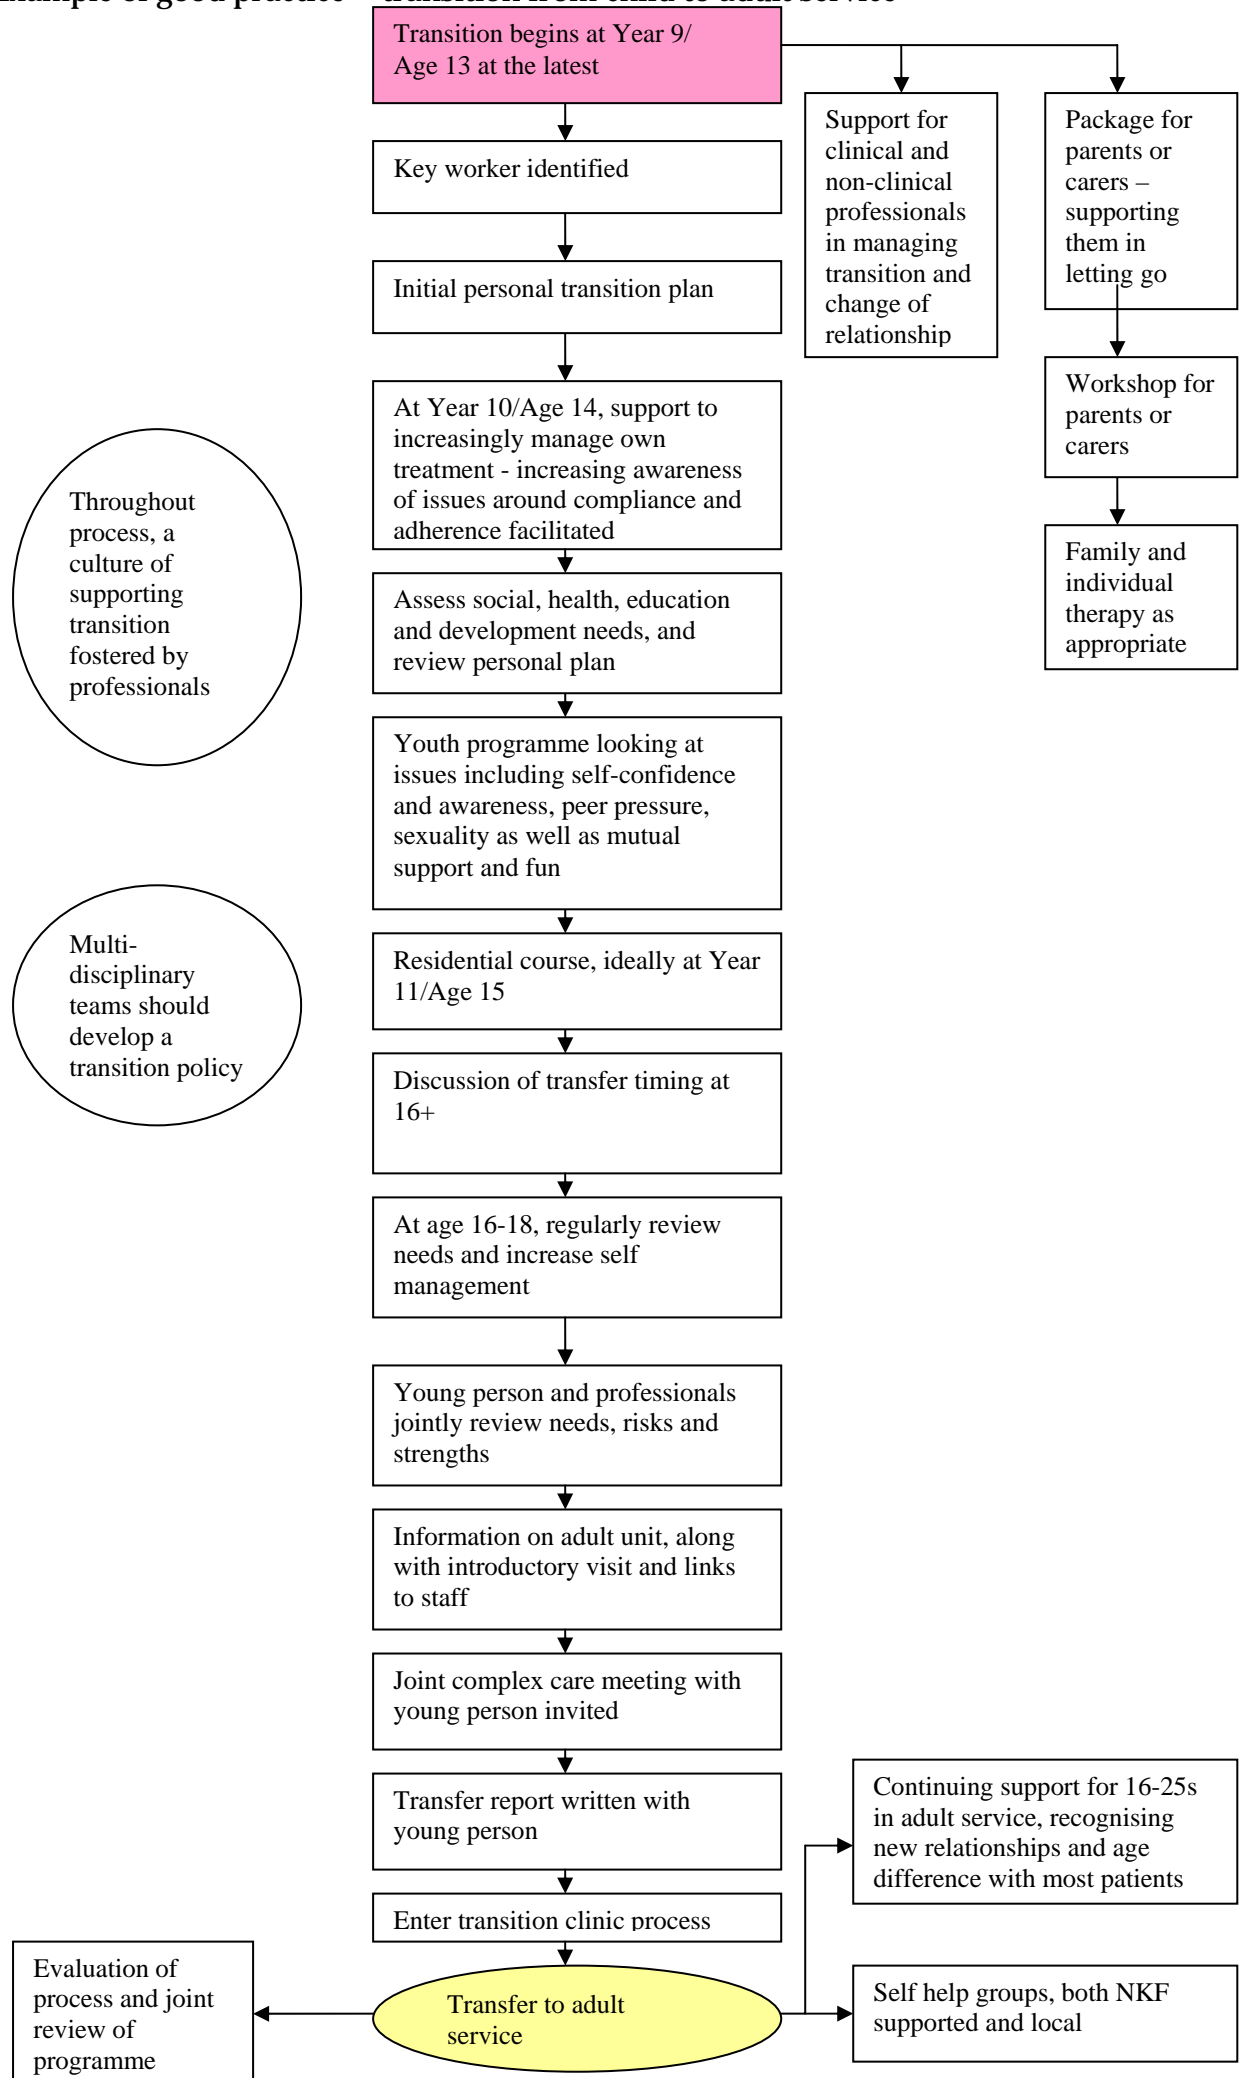 Example of good practice – transition from child to adult service
Transition begins at Year 9/
Age 13 at the latest
Key worker identified
Initial personal transition plan
Support for
clinical and
non-clinical
professionals
in managing
transition and
change of
relationship
Package for
parents or
carers –
supporting
them in
letting go
Workshop for
parents or
carers
Family and
individual
therapy as
appropriate
At Year 10/Age 14, support to
increasingly manage own
treatment - increasing awareness
of issues around compliance and
adherence facilitated
Throughout
process, a
culture of
supporting
transition
fostered by
professionals
Assess social, health, education
and development needs, and
review personal plan
Youth programme looking at
issues including self-confidence
and awareness, peer pressure,
sexuality as well as mutual
support and fun
Multi-
disciplinary
teams should
develop a
transition policy
Residential course, ideally at Year
11/Age 15
Discussion of transfer timing at
16+
At age 16-18, regularly review
needs and increase self
management
Young person and professionals
jointly review needs, risks and
strengths
Information on adult unit, along
with introductory visit and links
to staff
Joint complex care meeting with
young person invited
Transfer report written with
young person
Enter transition clinic process
Continuing support for 16-25s
in adult service, recognising
new relationships and age
difference with most patients
Evaluation of
process and joint
review of
programme
Transfer to adult
service
Self help groups, both NKF
supported and local